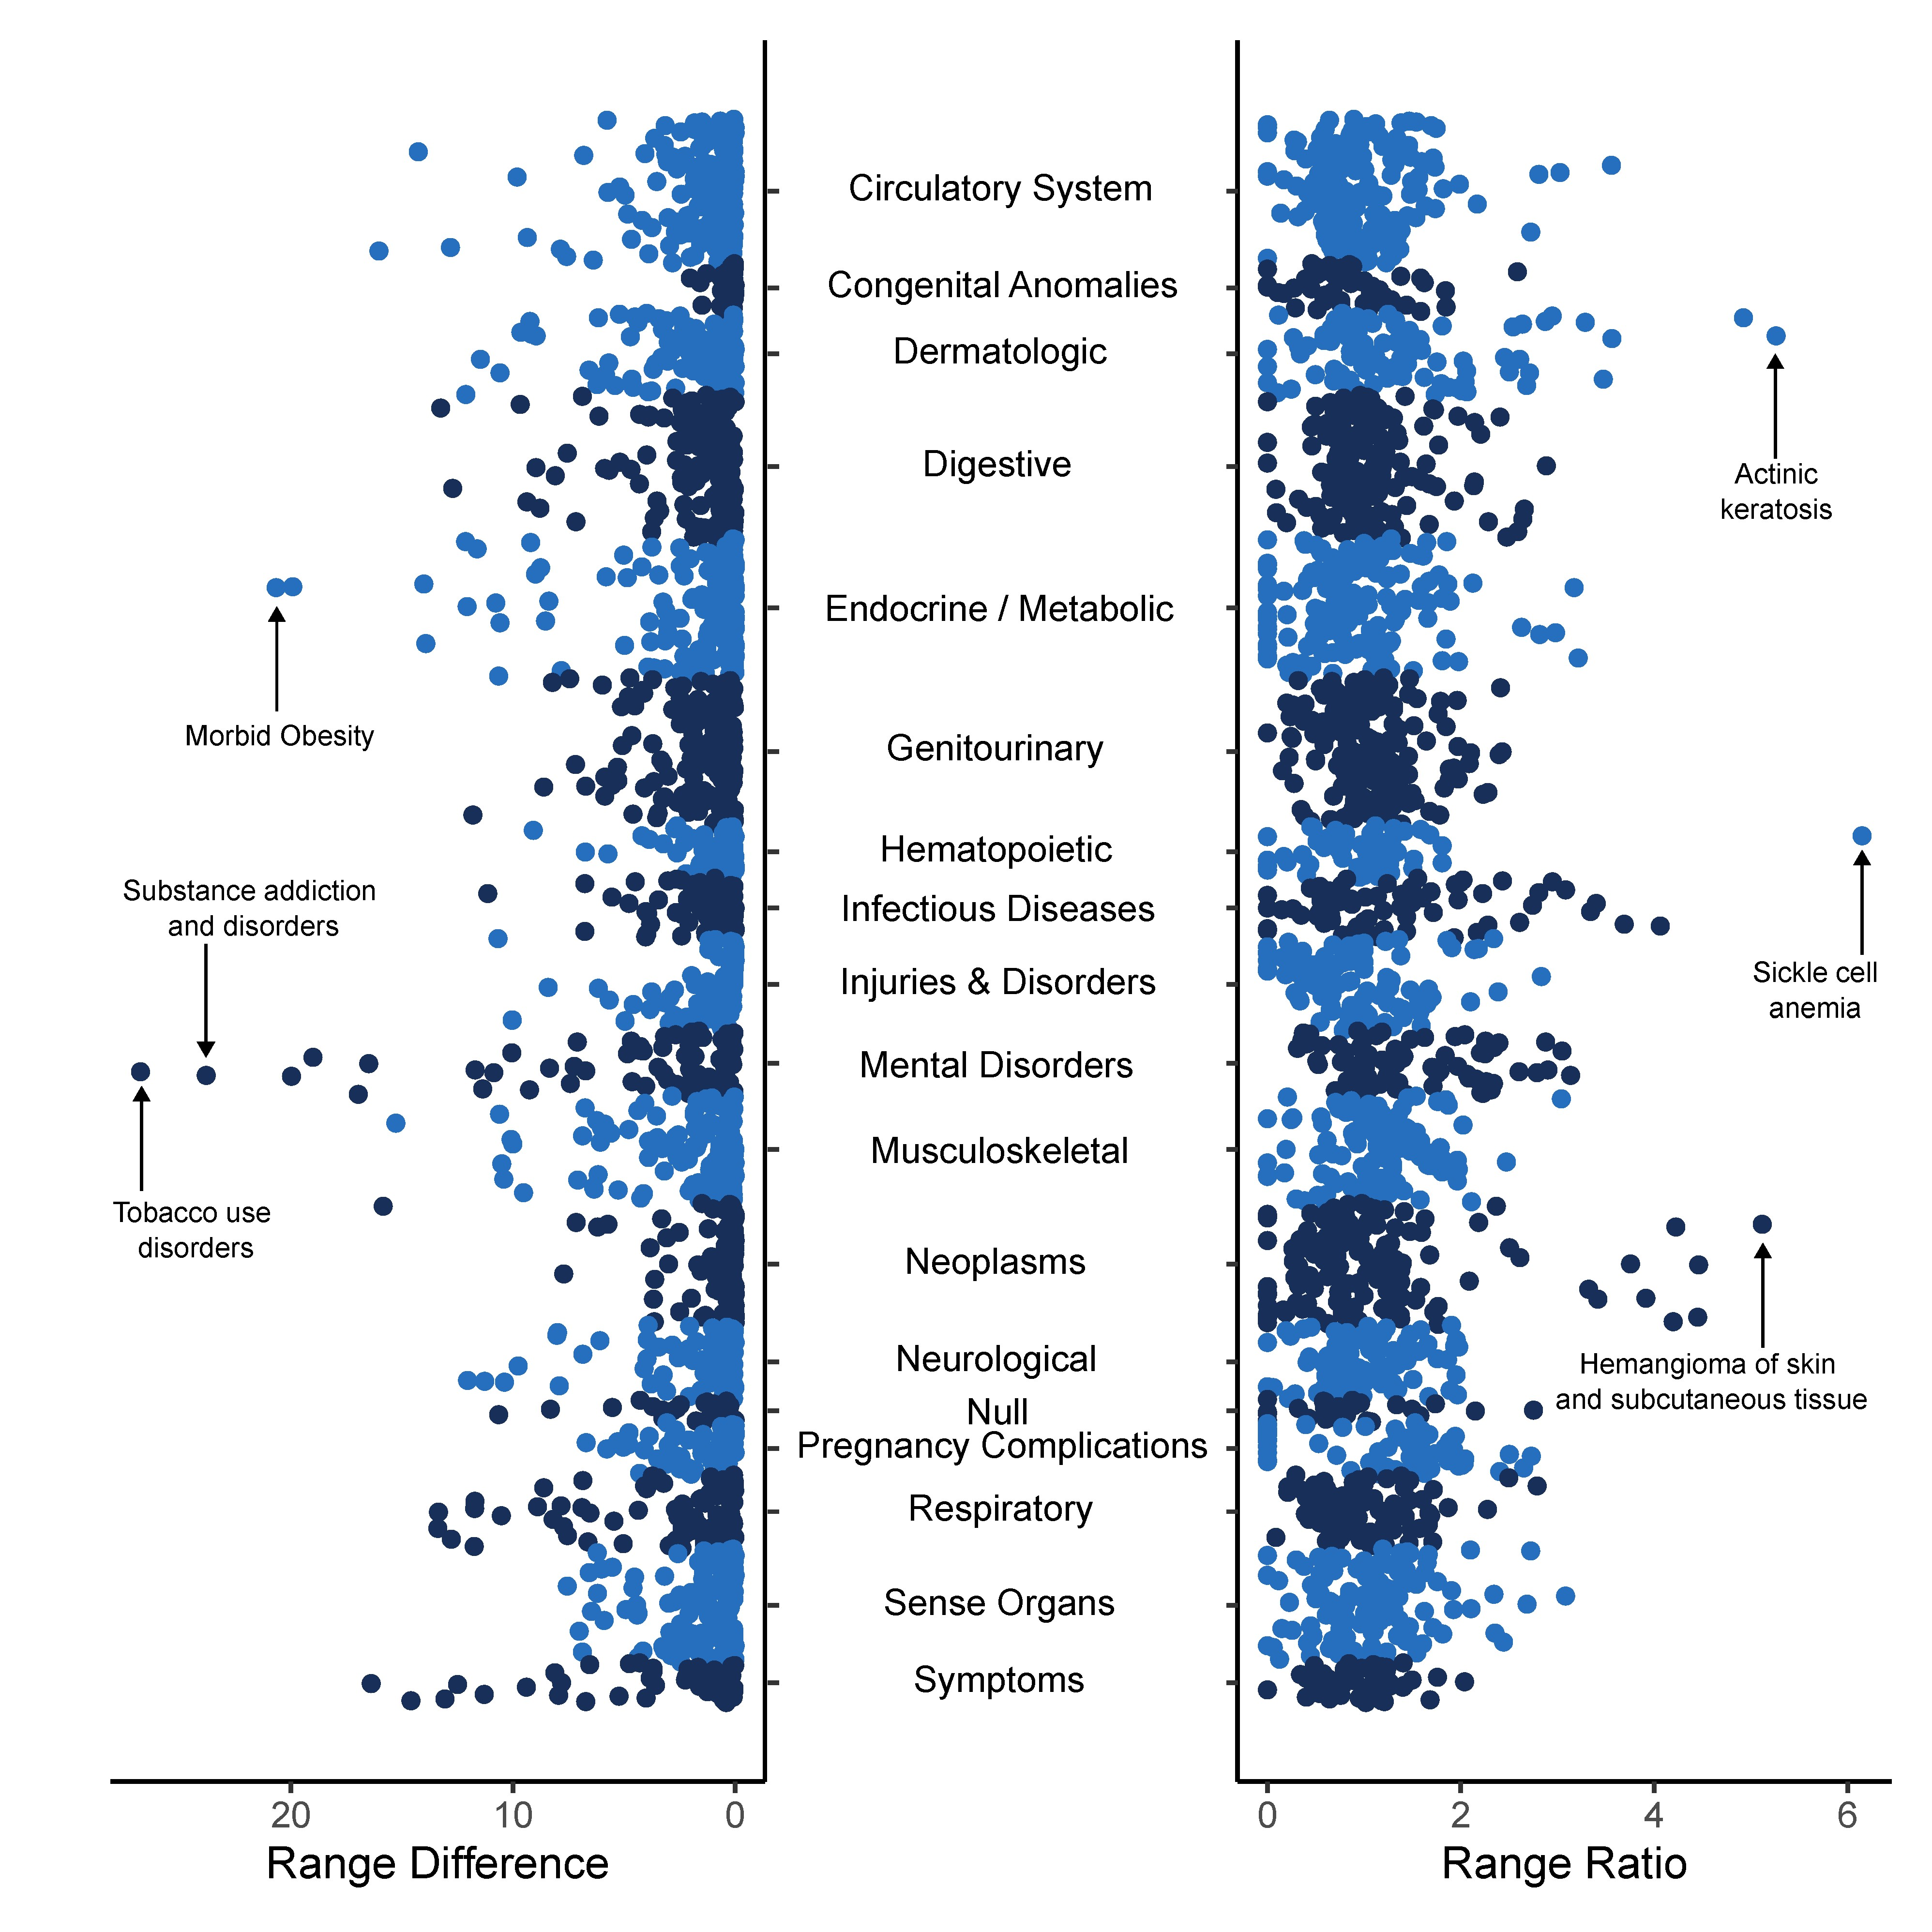 Circulatory System
Congenital Anomalies
Dermatologic
Digestive
Endocrine / Metabolic
Genitourinary
Hematopoietic
Infectious Diseases
Injuries & Disorders
Mental Disorders
Musculoskeletal
Neoplasms
Neurological
Null
Pregnancy Complications
Respiratory
Sense Organs
Symptoms
Morbid Obesity
Substance addiction
and disorders
Tobacco use
disorders
20 10 0
Range Difference
Actinic
keratosis
Sickle cell
anemia
Hemangioma of skin
and subcutaneous tissue
0 2 4 6
Range Ratio